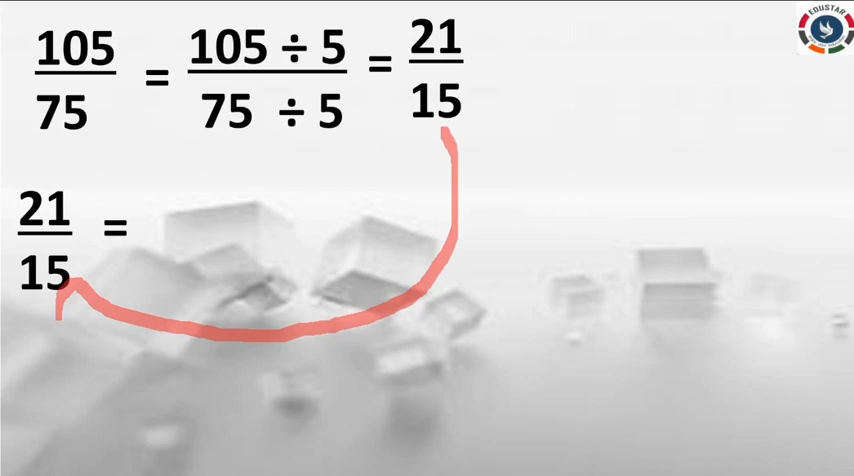 105/75 = 105 ÷ 5/75 ÷ 5 = 21/15
21/15 =
EDUSTAR